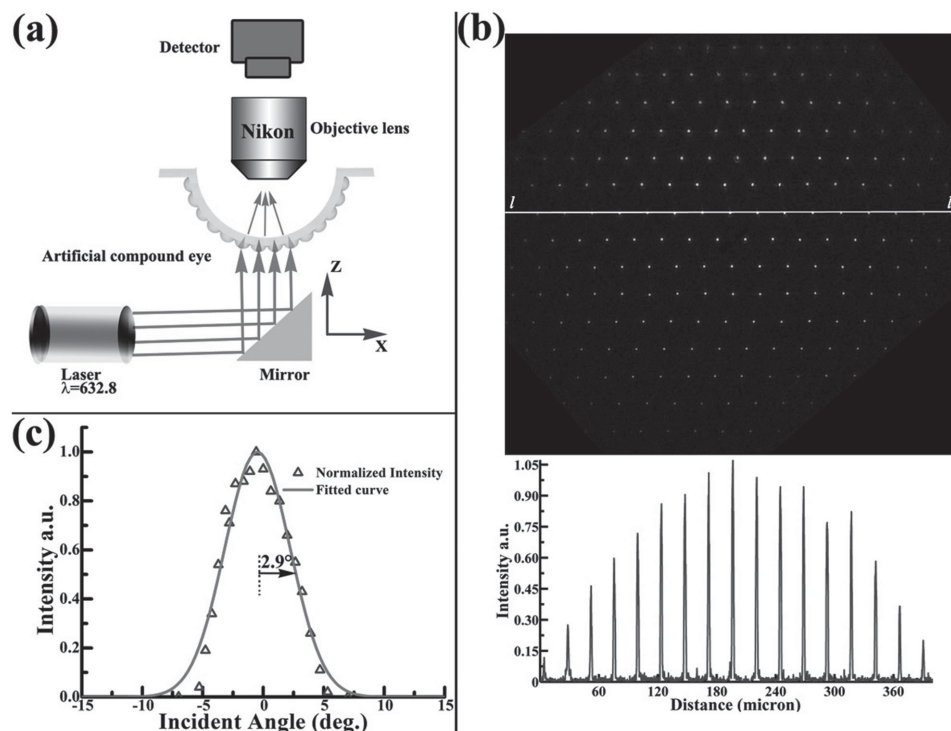 (a)
Detector
Nikon
Objective lens
Artificial compound eye
Z
X
Laser
λ=632.8
Mirror
(b)
l
l
Intensity a.u.
1.05
0.90
0.75
0.60
0.45
0.30
0.15
0
60
120
180
240
300
360
Distance (micron)
(c)
Intensity a.u.
1.0
0.8
0.6
0.4
0.2
0.0
Normalized Intensity
Fitted curve
2.9°
-15
-10
-5
0
5
10
15
Incident Angle (deg.)